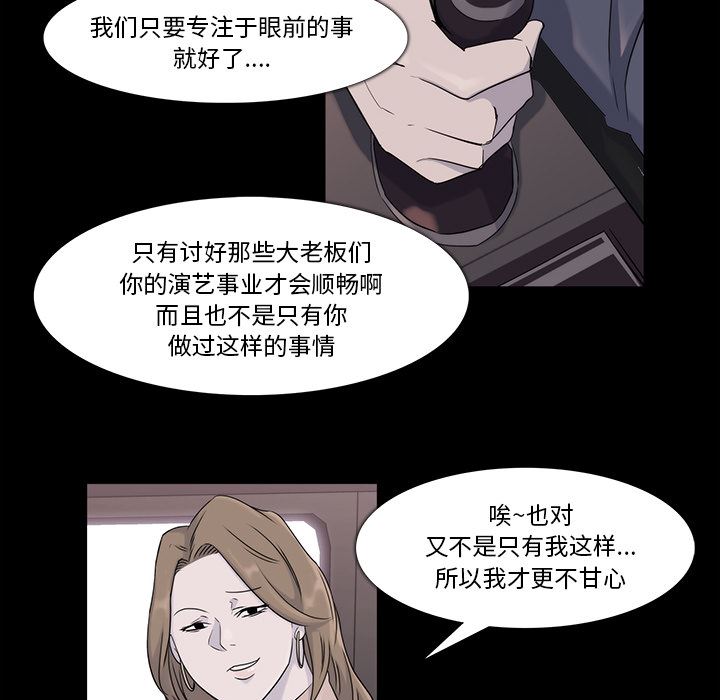 我们只要专注于眼前的事
就好了....
只有讨好那些大老板们
你的演艺事业才会顺畅啊
而且也不是只有你
做过这样的事情
唉~也对
又不是只有我这样...
所以我才更不甘心